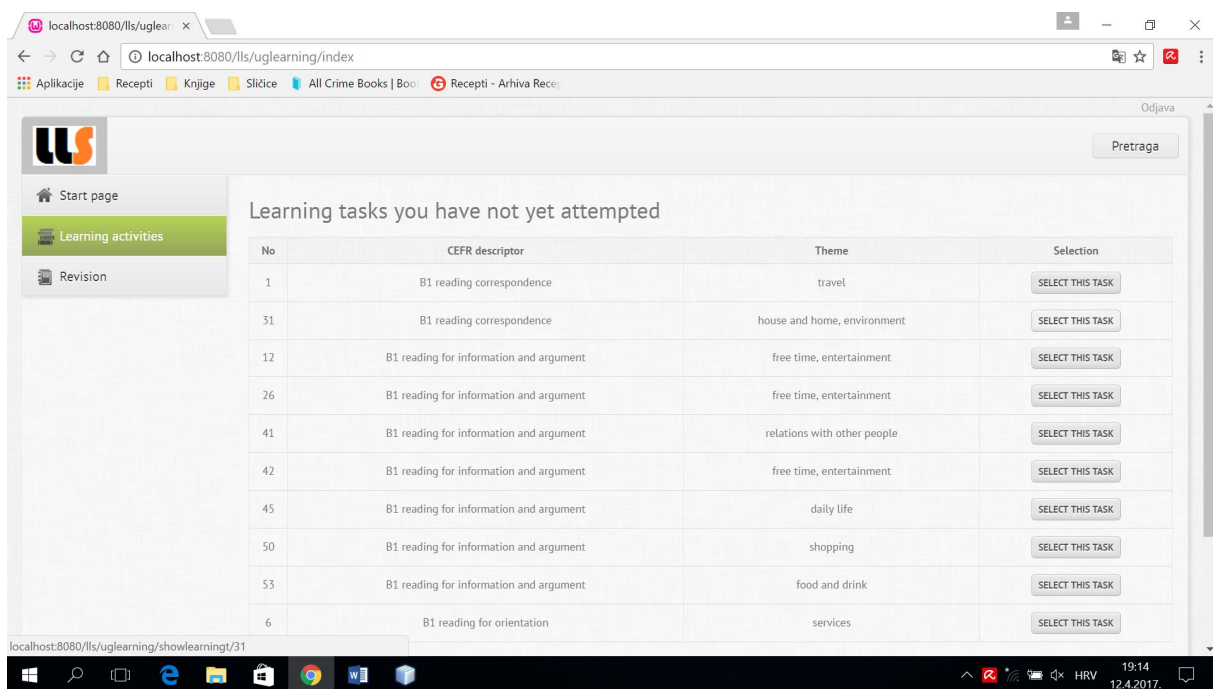 localhost:8080/lls/uglear
localhost:8080/lls/uglearning/index
Aplikacije Recepti Knjige Sličice All Crime Books | Boo Recepti - Arhiva Rece
Odjava
LLS
Pretraga
Start page
Learning activities
Revision
Learning tasks you have not yet attempted
No CEFR descriptor Theme Selection
1 B1 reading correspondence travel SELECT THIS TASK
31 B1 reading correspondence house and home, environment SELECT THIS TASK
12 B1 reading for information and argument free time, entertainment SELECT THIS TASK
26 B1 reading for information and argument free time, entertainment SELECT THIS TASK
41 B1 reading for information and argument relations with other people SELECT THIS TASK
42 B1 reading for information and argument free time, entertainment SELECT THIS TASK
45 B1 reading for information and argument daily life SELECT THIS TASK
50 B1 reading for information and argument shopping SELECT THIS TASK
53 B1 reading for information and argument food and drink SELECT THIS TASK
6 B1 reading for orientation services SELECT THIS TASK
localhost:8080/lls/uglearning/showlearningt/31
HRV 19:14
12.4.2017.